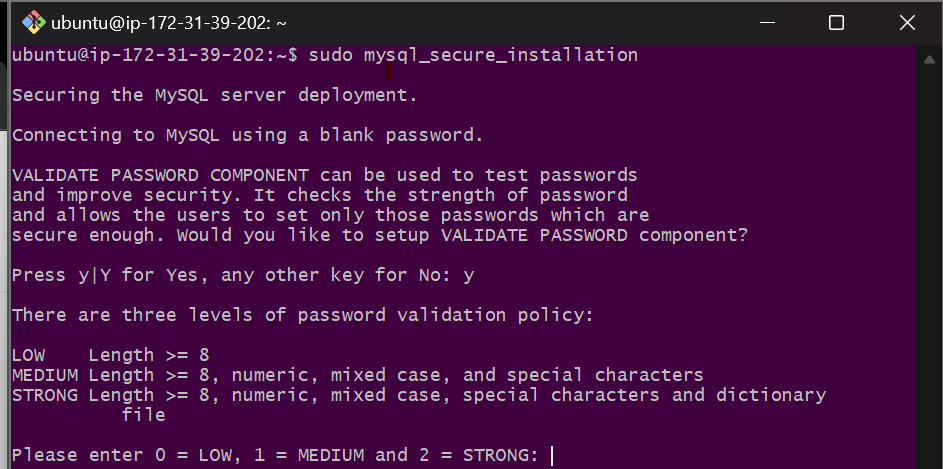 ubuntu@ip-172-31-39-202: ~
ubuntu@ip-172-31-39-202:~$ sudo mysql_secure_installation
Securing the MySQL server deployment.
Connecting to MySQL using a blank password.
VALIDATE PASSWORD COMPONENT can be used to test passwords
and improve security. It checks the strength of password
and allows the users to set only those passwords which are
secure enough. Would you like to setup VALIDATE PASSWORD component?
Press y|Y for Yes, any other key for No: y
There are three levels of password validation policy:
LOW    Length >= 8
MEDIUM Length >= 8, numeric, mixed case, and special characters
STRONG Length >= 8, numeric, mixed case, special characters and dictionary
          file
Please enter 0 = LOW, 1 = MEDIUM and 2 = STRONG: